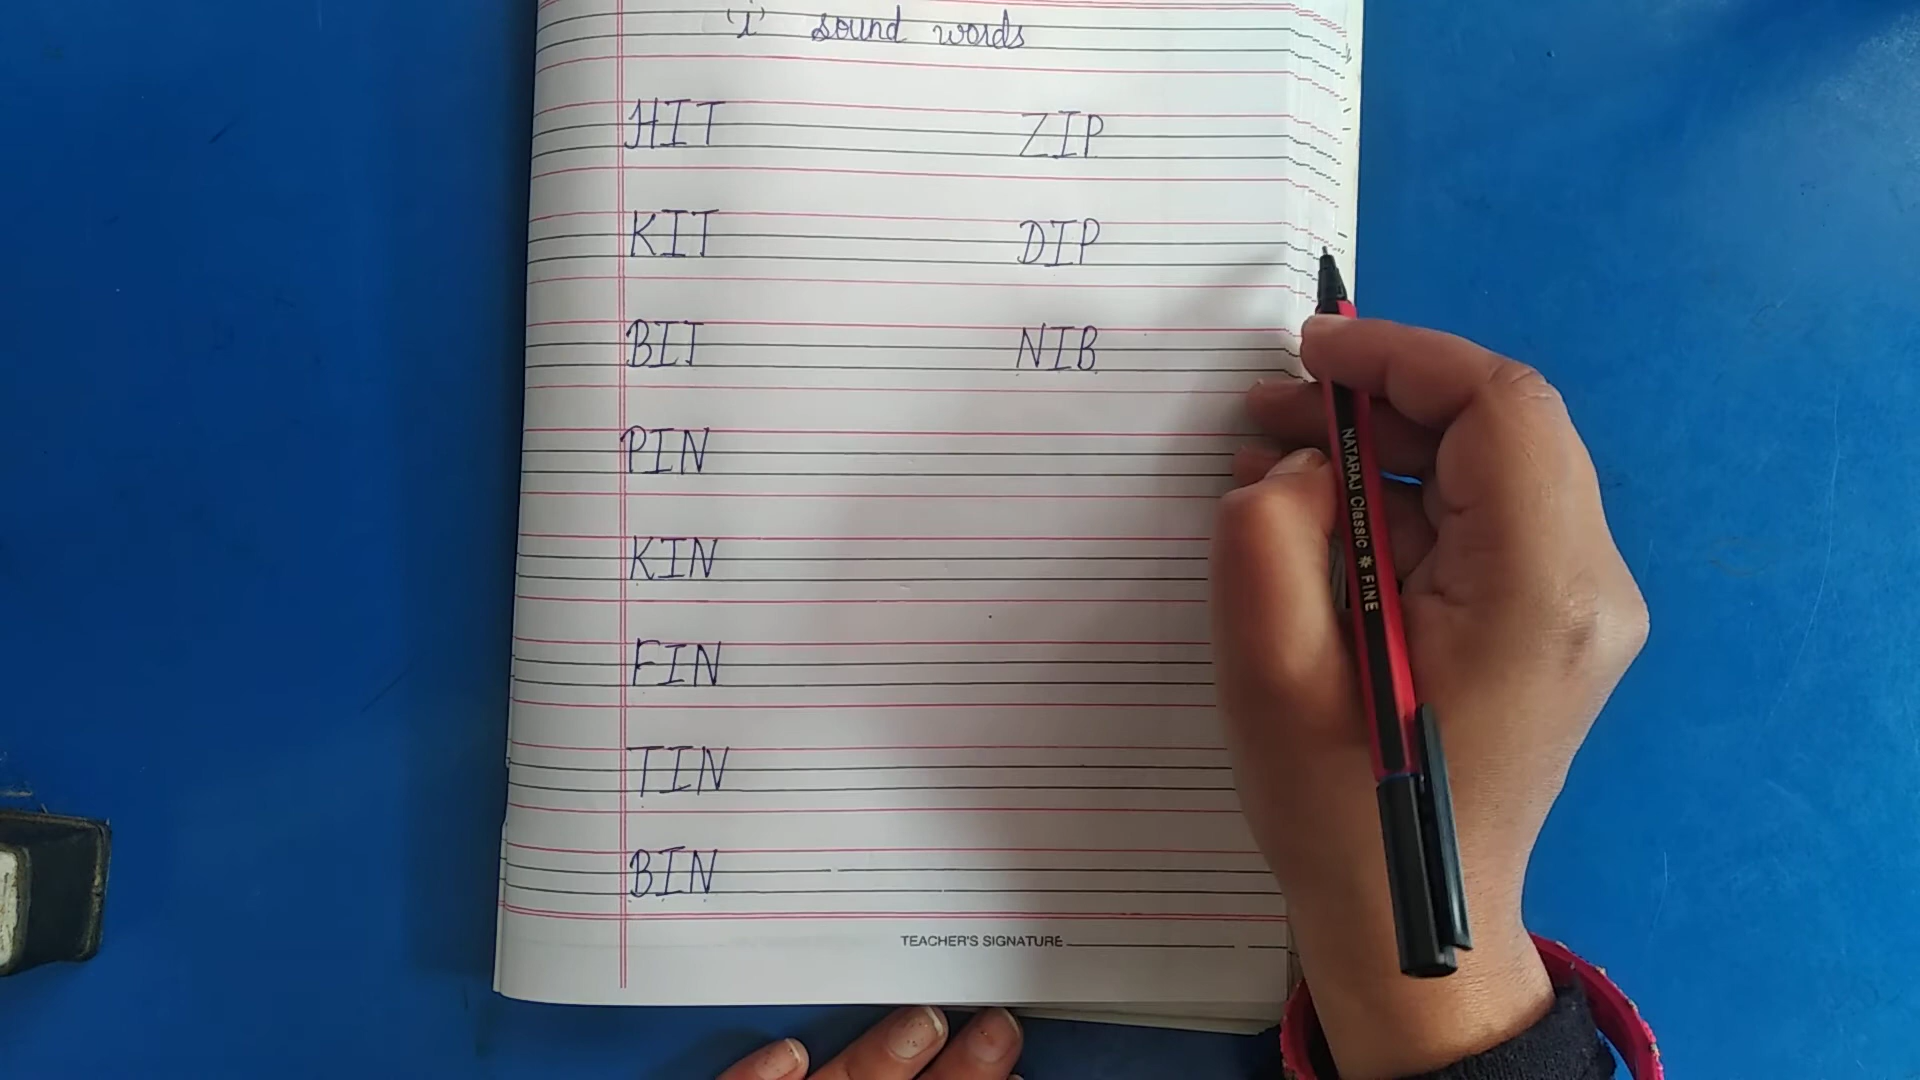 'i' sound words
HIT ZIP
KIT DIP
BIT NIB
PIN
KIN
FIN
TIN
BIN
TEACHER'S SIGNATURE
NATARAJ Classic * FINE